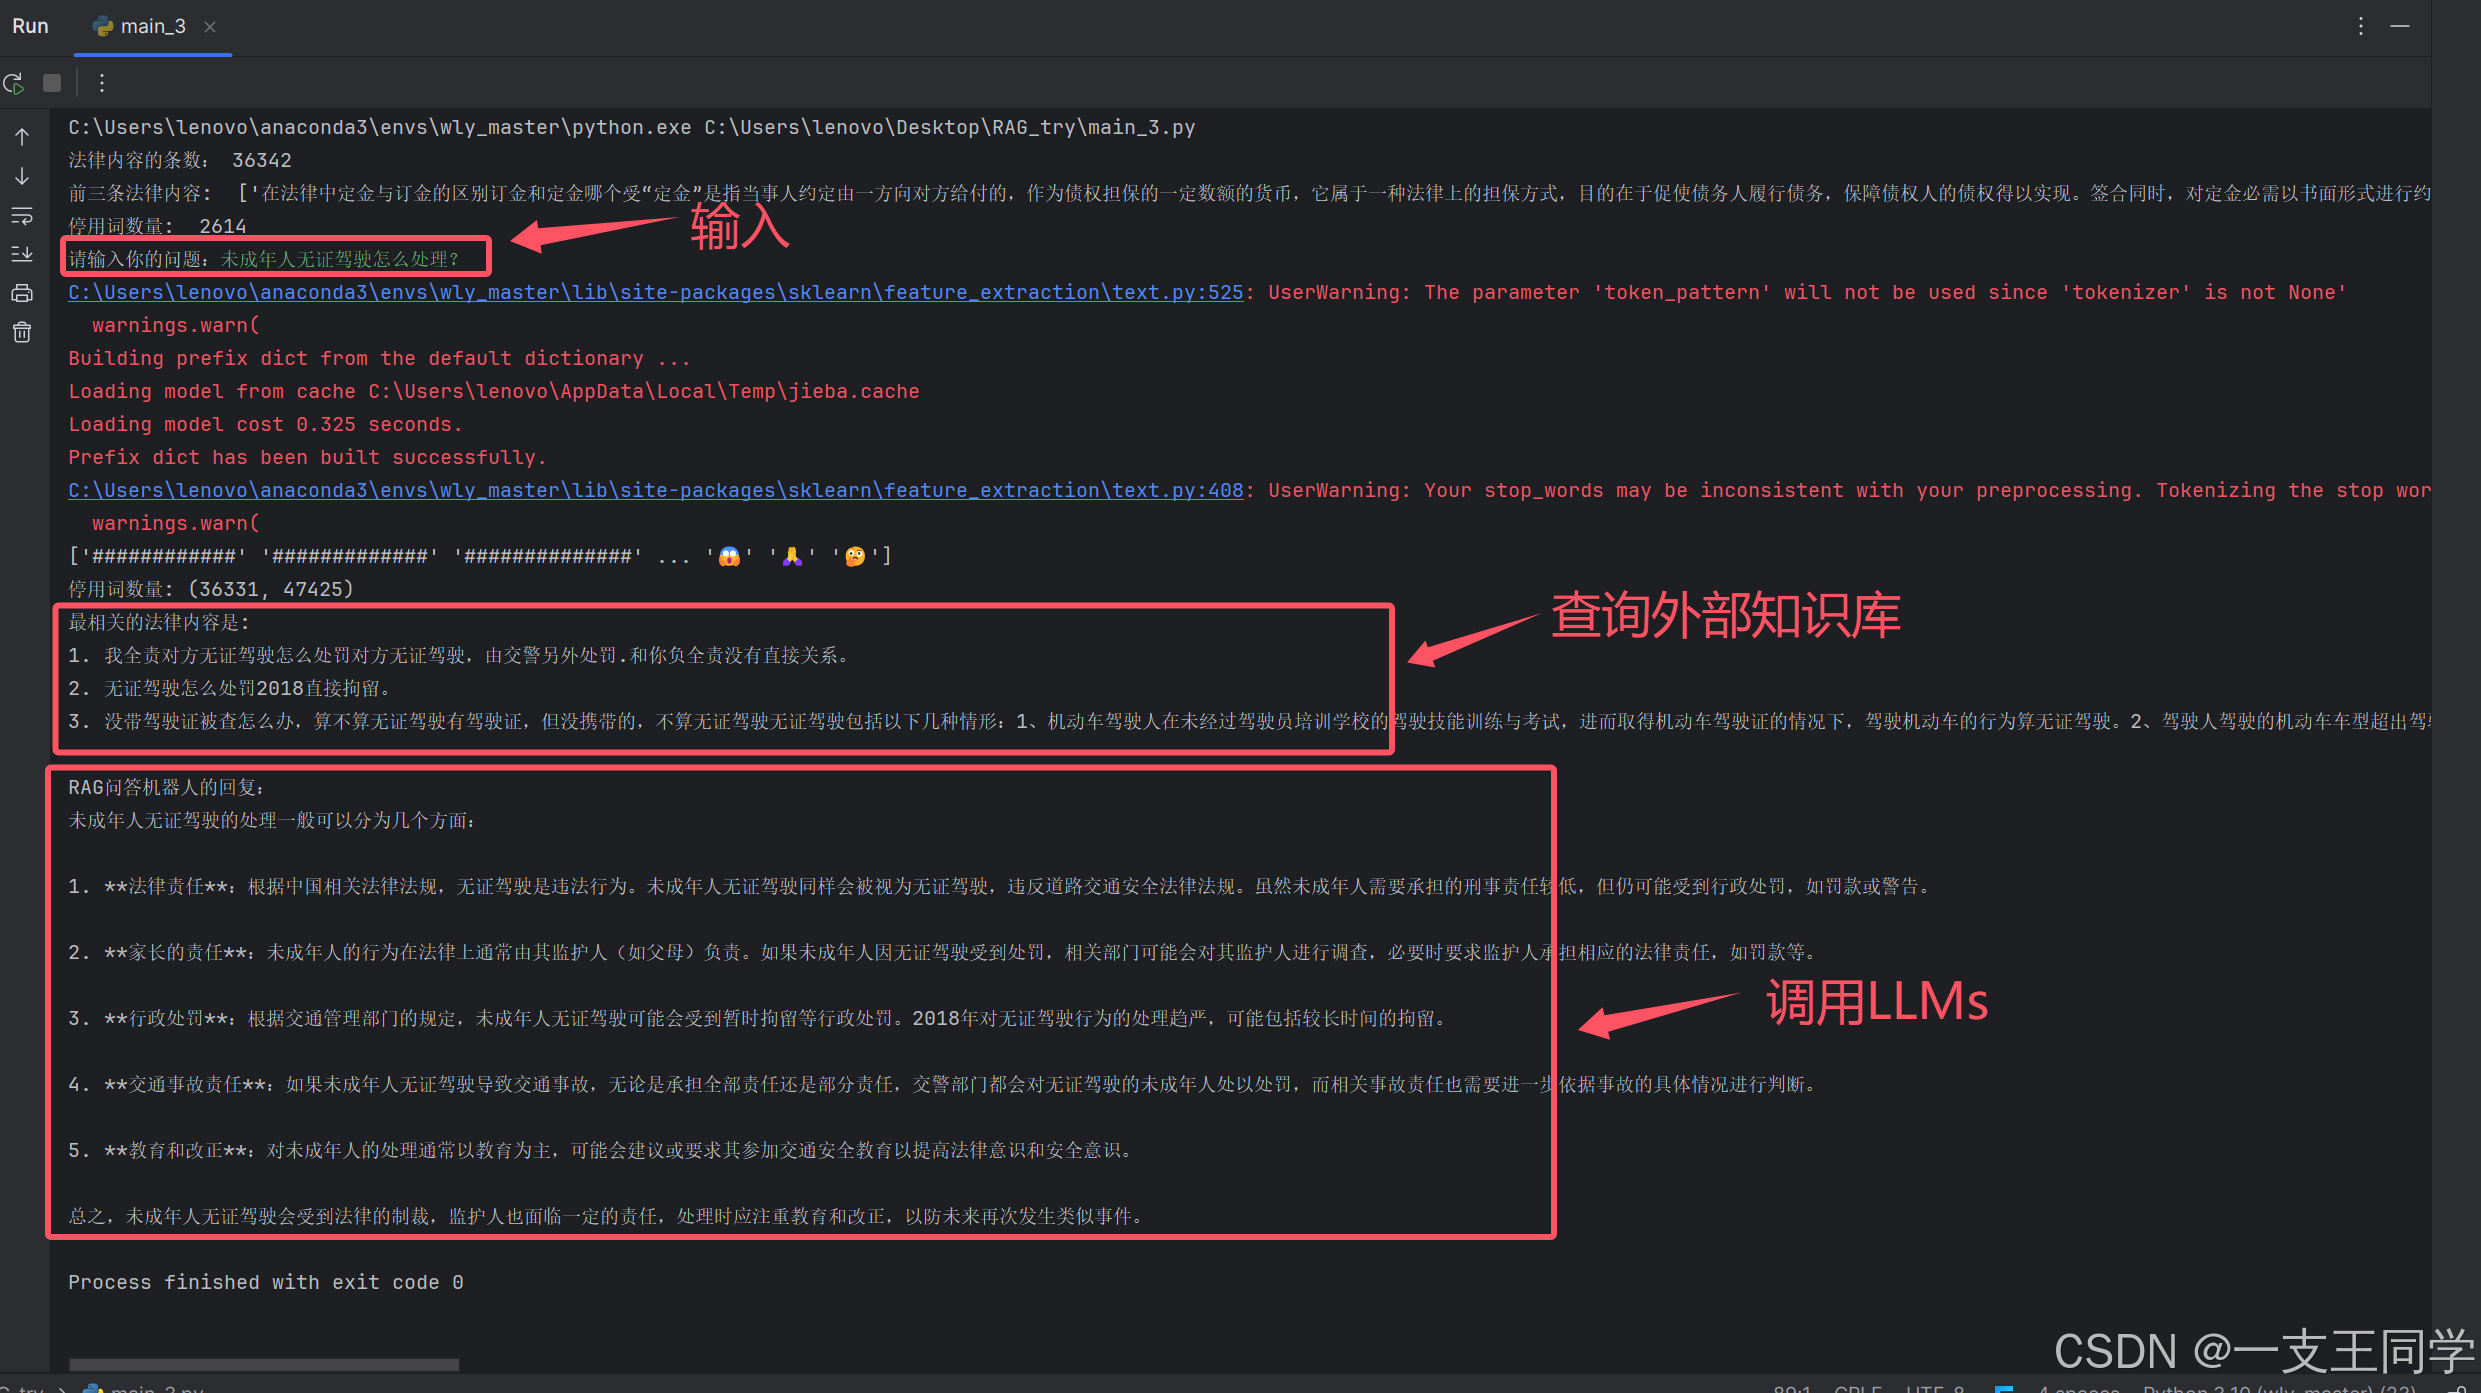 Run
main_3
C:\Users\lenovo\anaconda3\envs\wly_master\python.exe C:\Users\lenovo\Desktop\RAG_try\main_3.py
法律内容的条数： 36342
前三条法律内容： ['在法律中定金与订金的区别订金和定金哪个受“定金”是指当事人约定由一方向对方给付的，作为债权担保的一定数额的货币，它属于一种法律上的担保方式，目的在于促使债务人履行债务，保障债权人的债权得以实现。签合同时，对定金必需以书面形式进行约
停用词数量： 2614
输入
请输入你的问题：未成年人无证驾驶怎么处理？
C:\Users\lenovo\anaconda3\envs\wly_master\lib\site-packages\sklearn\feature_extraction\text.py:525: UserWarning: The parameter 'token_pattern' will not be used since 'tokenizer' is not None'
warnings.warn(
Building prefix dict from the default dictionary ...
Loading model from cache C:\Users\lenovo\AppData\Local\Temp\jieba.cache
Loading model cost 0.325 seconds.
Prefix dict has been built successfully.
C:\Users\lenovo\anaconda3\envs\wly_master\lib\site-packages\sklearn\feature_extraction\text.py:408: UserWarning: Your stop_words may be inconsistent with your preprocessing. Tokenizing the stop wor
warnings.warn(
['############' '#############' '##############' ... '😱' '🙏' '🤔']
停用词数量: (36331, 47425)
查询外部知识库
最相关的法律内容是:
1. 我全责对方无证驾驶怎么处罚对方无证驾驶，由交警另外处罚.和你负全责没有直接关系。
2. 无证驾驶怎么处罚2018直接拘留。
3. 没带驾驶证被查怎么办，算不算无证驾驶有驾驶证，但没携带的，不算无证驾驶无证驾驶包括以下几种情形：1、机动车驾驶人在未经过驾驶员培训学校的驾驶技能训练与考试，进而取得机动车驾驶证的情况下，驾驶机动车的行为算无证驾驶。2、驾驶人驾驶的机动车车型超出驾
RAG问答机器人的回复：
未成年人无证驾驶的处理一般可以分为几个方面：
1. **法律责任**：根据中国相关法律法规，无证驾驶是违法行为。未成年人无证驾驶同样会被视为无证驾驶，违反道路交通安全法律法规。虽然未成年人需要承担的刑事责任较低，但仍可能受到行政处罚，如罚款或警告。
2. **家长的责任**：未成年人的行为在法律上通常由其监护人（如父母）负责。如果未成年人因无证驾驶受到处罚，相关部门可能会对其监护人进行调查，必要时要求监护人承担相应的法律责任，如罚款等。
3. **行政处罚**：根据交通管理部门的规定，未成年人无证驾驶可能会受到暂时拘留等行政处罚。2018年对无证驾驶行为的处理趋严，可能包括较长时间的拘留。
调用LLMs
4. **交通事故责任**：如果未成年人无证驾驶导致交通事故，无论是承担全部责任还是部分责任，交警部门都会对无证驾驶的未成年人处以处罚，而相关事故责任也需要进一步依据事故的具体情况进行判断。
5. **教育和改正**：对未成年人的处理通常以教育为主，可能会建议或要求其参加交通安全教育以提高法律意识和安全意识。
总之，未成年人无证驾驶会受到法律的制裁，监护人也面临一定的责任，处理时应注重教育和改正，以防未来再次发生类似事件。
Process finished with exit code 0
CSDN @一支王同学